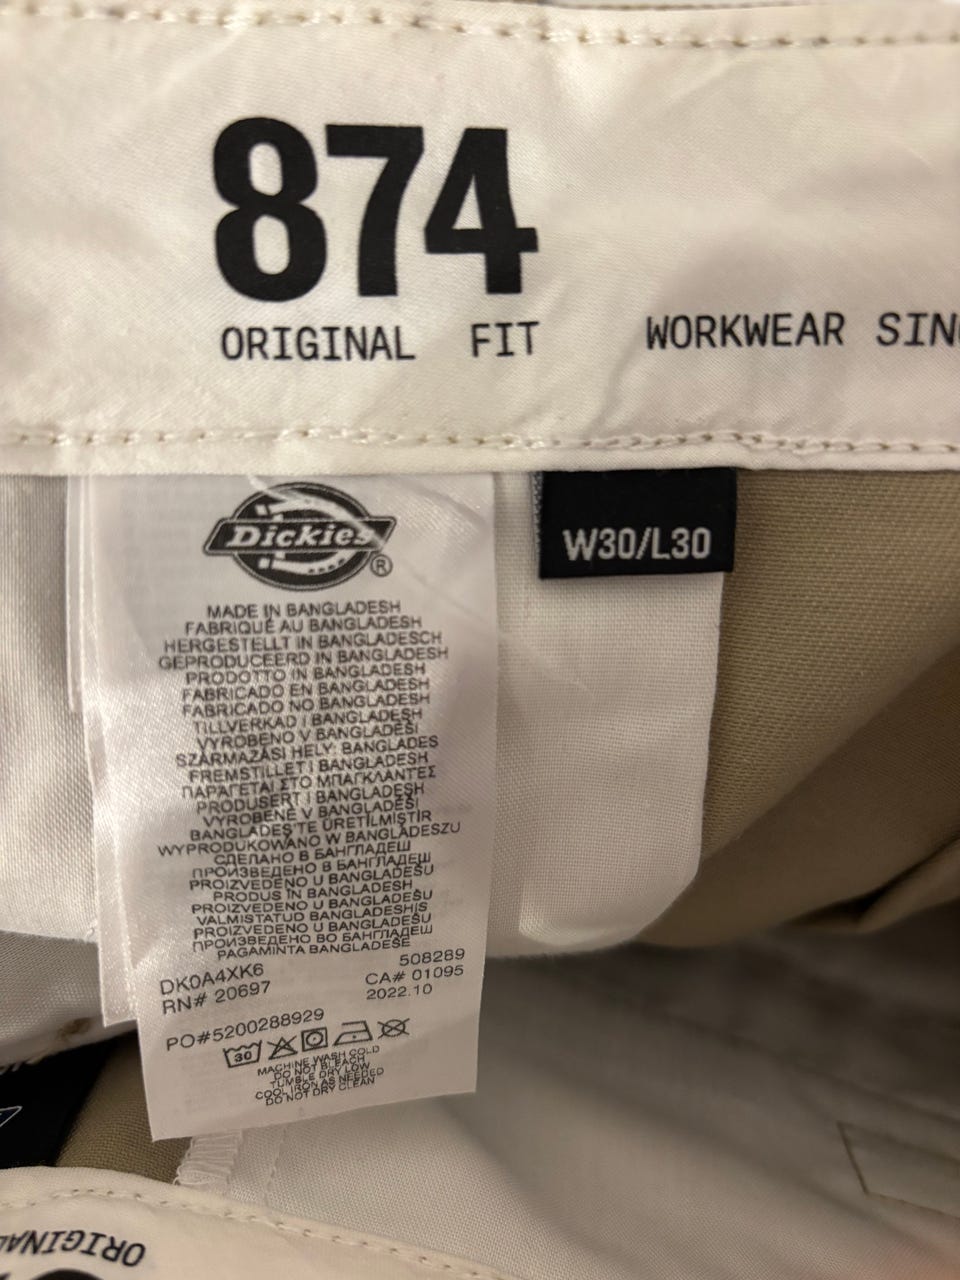 874
ORIGINAL FIT
WORKWEAR
W30/L30
Dickies®
MADE IN BANGLADESH
FABRIQUÉ AU BANGLADESH
HERGESTELLT IN BANGLADESCH
GEPRODUCEERD IN BANGLADESH
PRODOTTO IN BANGLADESH
FABRICADO EN BANGLADESH
FABRICADO NO BANGLADESH
TILLVERKAD I BANGLADESH
VYROBENO V BANGLADÉŠI
SZÁRMAZÁSI HELY: BANGLADES
FREMSTILLET I BANGLADESH
ΠΑΡΑΓΕΤΑΙ ΣΤΟ ΜΠΑΓΚΛΑΝΤΕΣ
PRODUSERT I BANGLADESH
VYROBENÉ V BANGLADÉŠI
BANGLADEŞ'TE ÜRETİLMİŞTİR
WYPRODUKOWANO W BANGLADESZU
СДЕЛАНО В БАНГЛАДЕШ
ПРОИЗВЕДЕНО В БАНГЛАДЕШ
PROIZVEDENO U BANGLADEŠU
PRODUS ÎN BANGLADESH
PROIZVEDENO U BANGLADEŠU
VALMISTATUD BANGLADESHIS
PROIZVEDENO U BANGLADEŠU
ПРОИЗВЕДЕНО ВО БАНГЛАДЕШ
PAGAMINTA BANGLADEŠE
508289
DK0A4XK6 CA# 01095
RN# 20697 2022.10
PO#5200288929
30
MACHINE WASH COLD
DO NOT BLEACH
TUMBLE DRY LOW
COOL IRON AS NEEDED
DO NOT DRY CLEAN
ORIGINAL